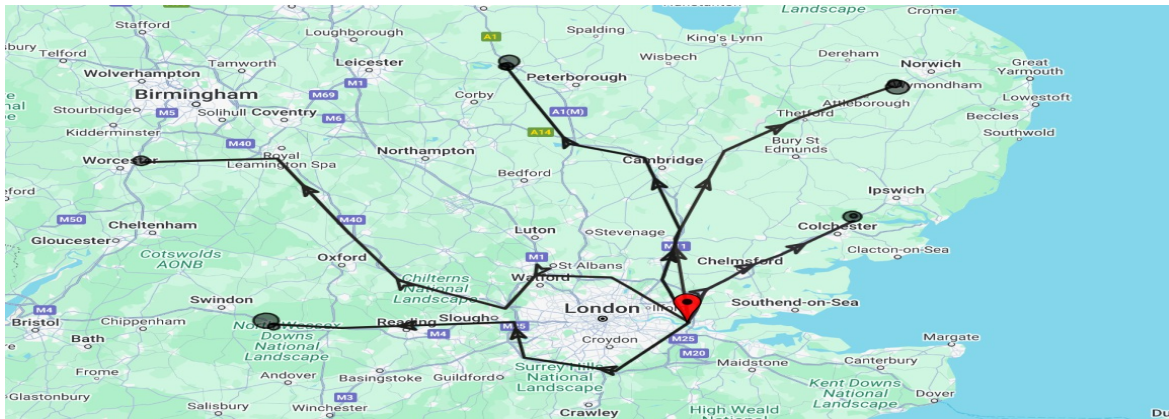 Landscape
Cromer
Stafford
Loughborough
A1
Spalding
King's Lynn
Telford
Tamworth
Leicester
Wisbech
Dereham
Norwich
Great
Yarmouth
Wolverhampton
M1
Peterborough
Birmingham
M69
Corby
Attleborough
Lowestoft
Stourbridge
M5
Solihull
Coventry
M6
A1(M)
Thetford
Beccles
Kidderminster
A14
Southwold
M40
Bury St
Edmunds
Worcester
Royal
Leamington Spa
Northampton
Cambridge
Bedford
Ipswich
M50
Cheltenham
M40
Colchester
Gloucester
Luton
Stevenage
Clacton-on-Sea
Cotswolds
AONB
Oxford
M1
St Albans
Chelmsford
Chilterns
National
Landscape
Watford
Swindon
London
Southend-on-Sea
M4
Slough
Bristol
Chippenham
Reading
M25
M4
Croydon
M25
Margate
Bath
Downs
National
Landscape
M20
Surrey Hills
National
Landscape
Maidstone
Canterbury
Frome
Andover
Basingstoke
Guildford
Kent Downs
National
Landscape
Glastonbury
M3
Dover
Salisbury
Winchester
Crawley
High Weald
Du